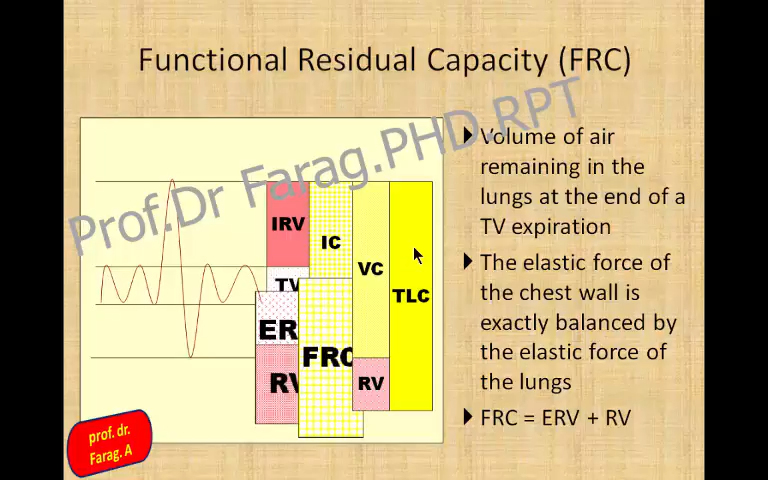 Functional Residual Capacity (FRC)
Prof.Dr Farag.PHD.RPT
IRV
IC
TV
VC
TLC
ER
FRC
RV
RV
Volume of air
remaining in the
lungs at the end of a
TV expiration
The elastic force of
the chest wall is
exactly balanced by
the elastic force of
the lungs
FRC = ERV + RV
prof. dr.
Farag. A